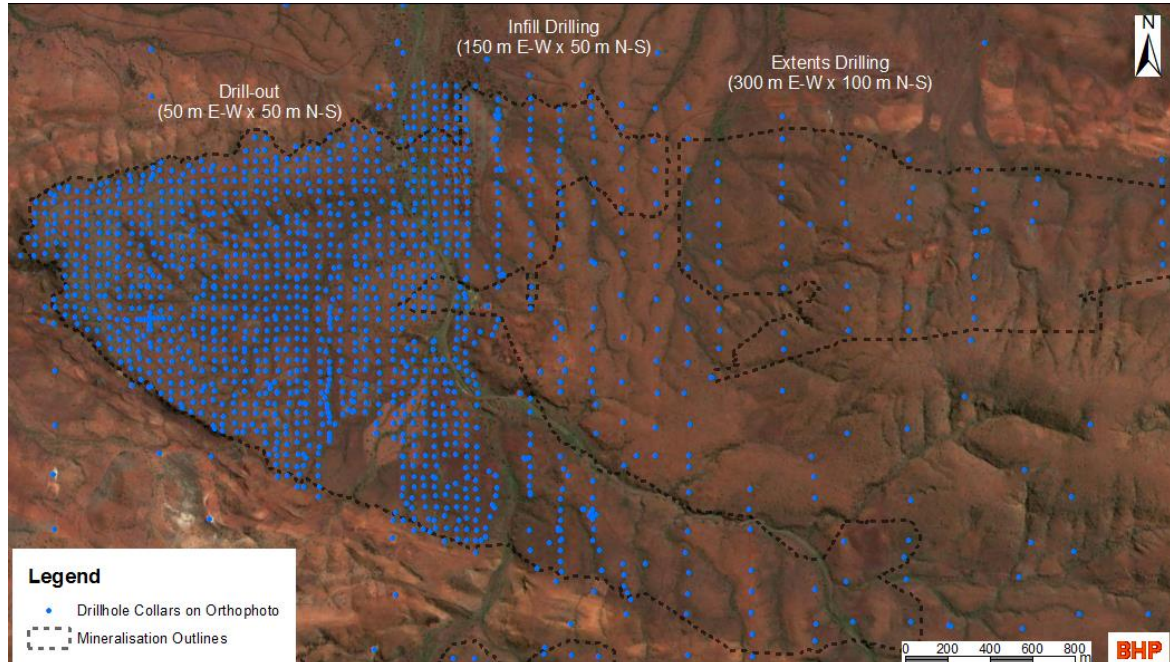 Infill Drilling
(150 m E-W x 50 m N-S)
N
Extents Drilling
(300 m E-W x 100 m N-S)
Drill-out
(50 m E-W x 50 m N-S)
Legend
Drillhole Collars on Orthophoto
Mineralisation Outlines
0 200 400 600 800
m
BHP